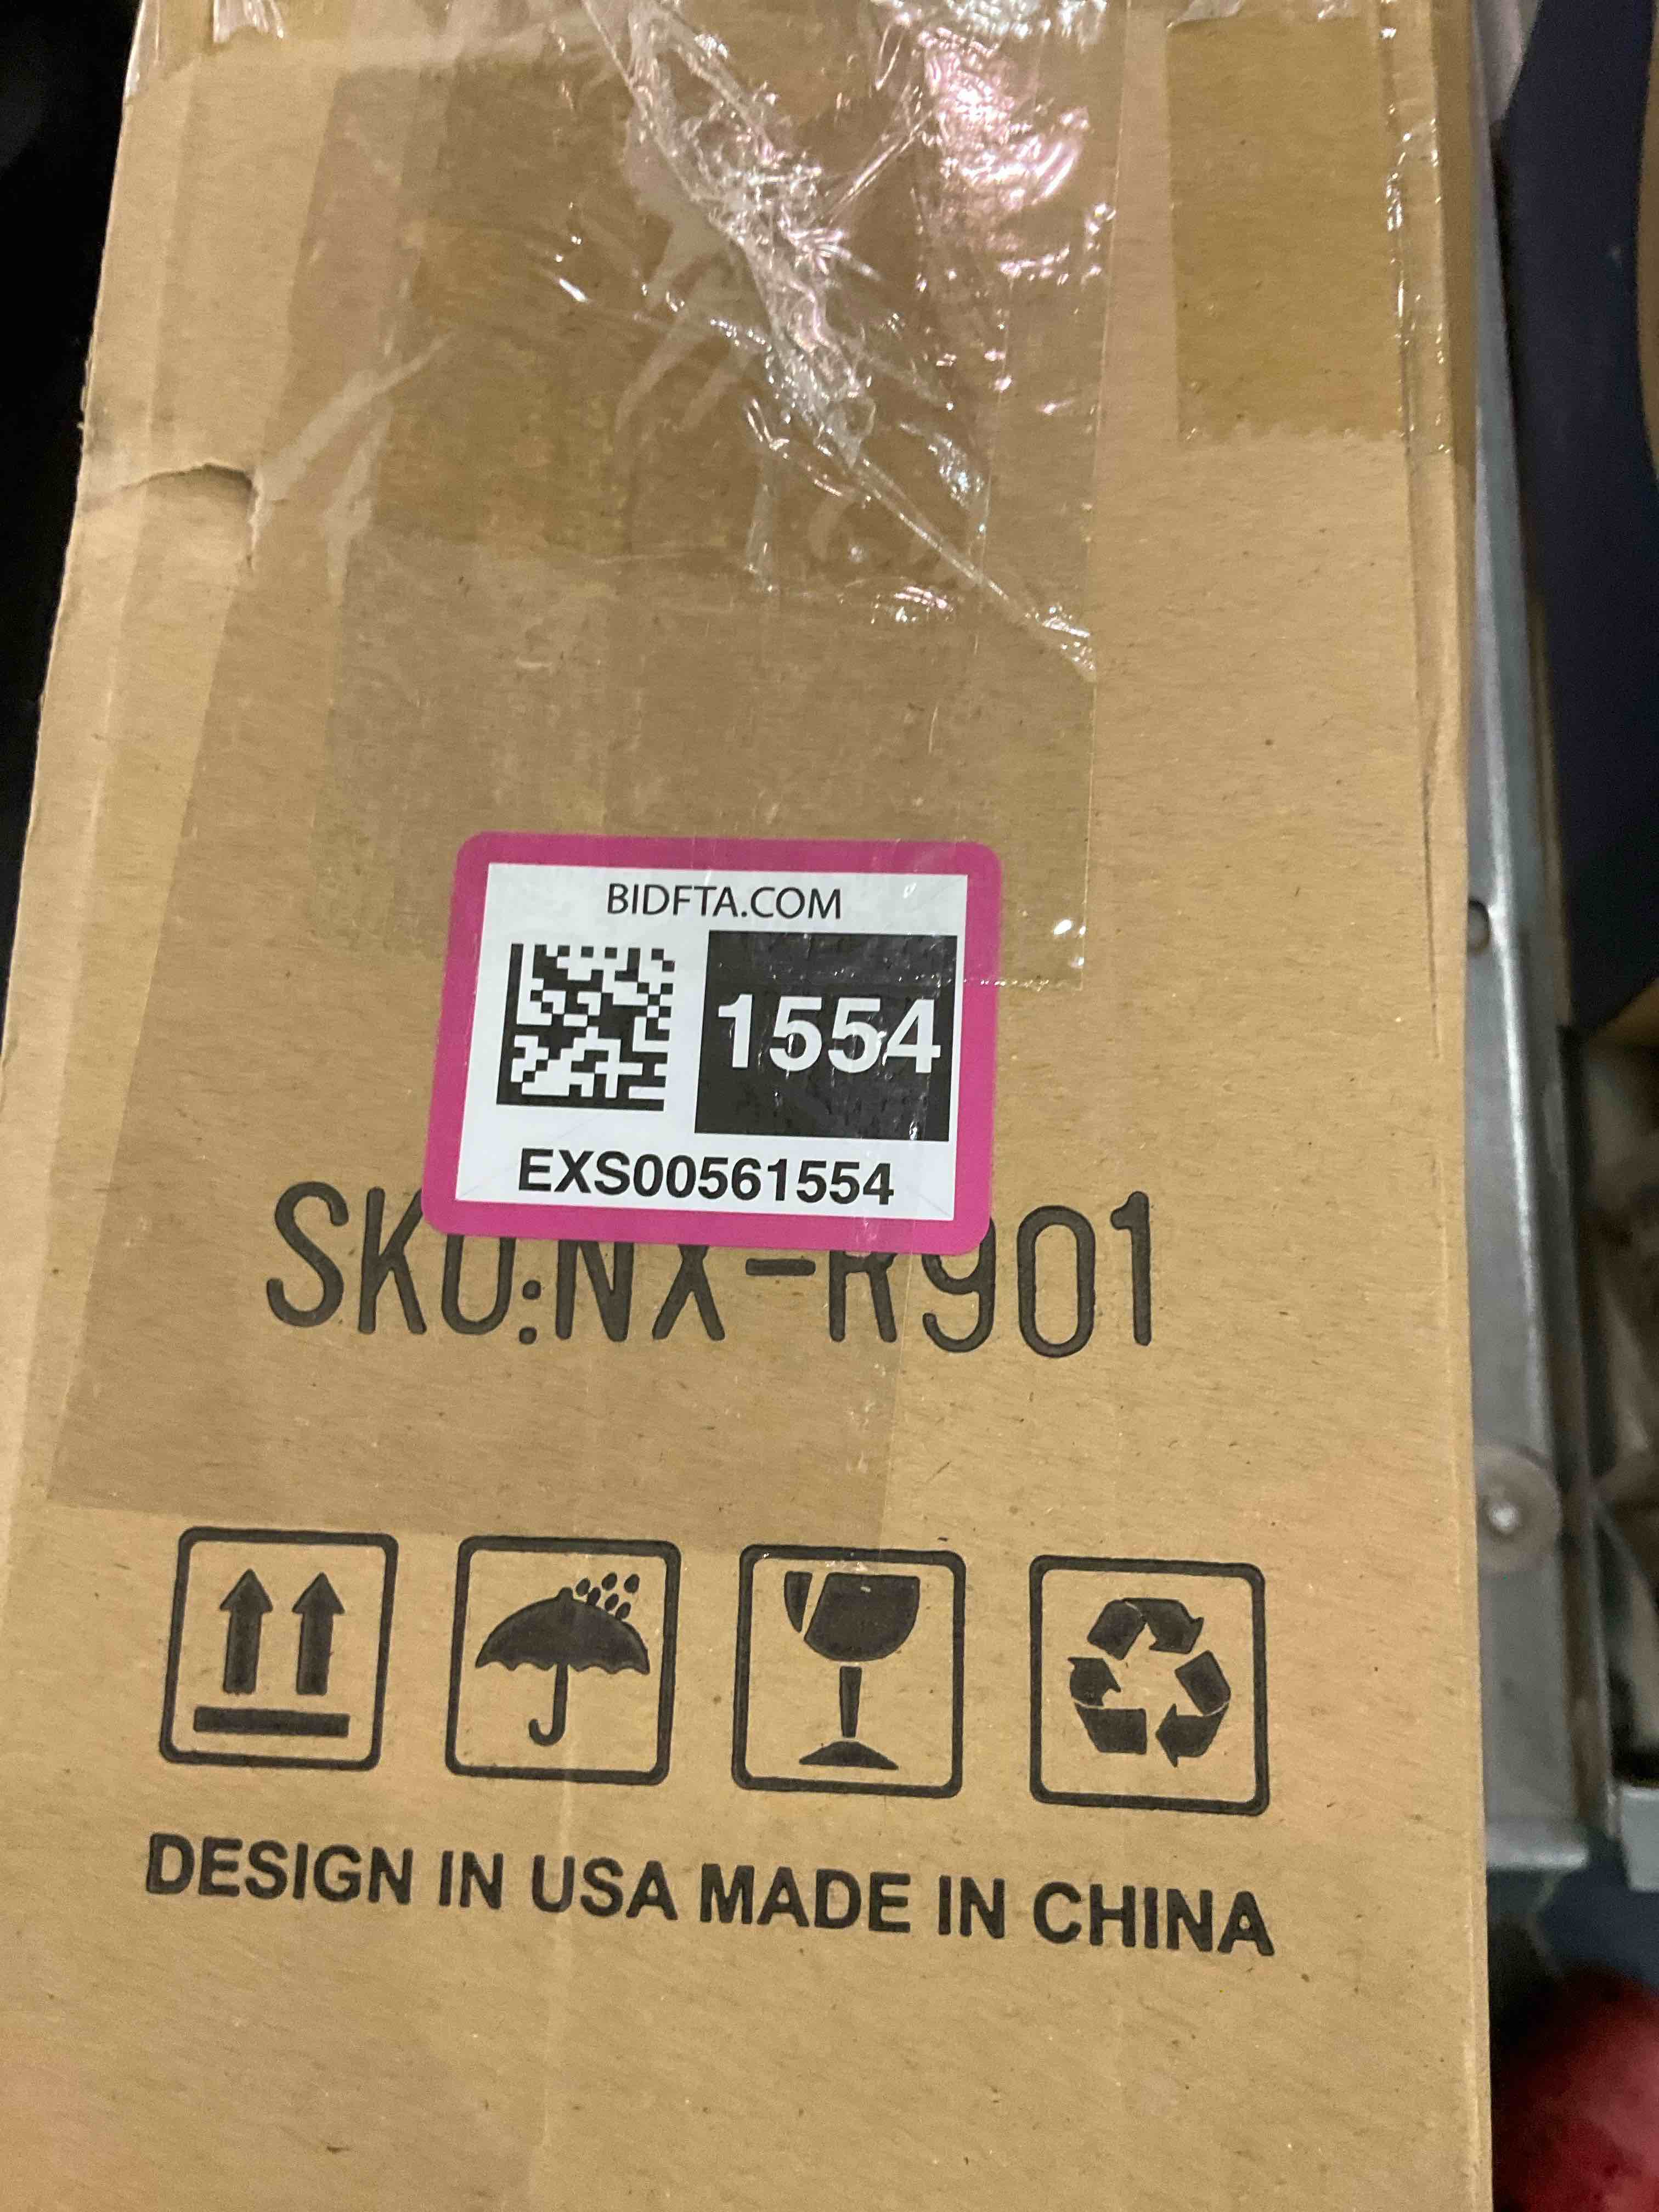 BIDFTA.COM
1554
EXS00561554
SKU:NX-R901
DESIGN IN USA MADE IN CHINA